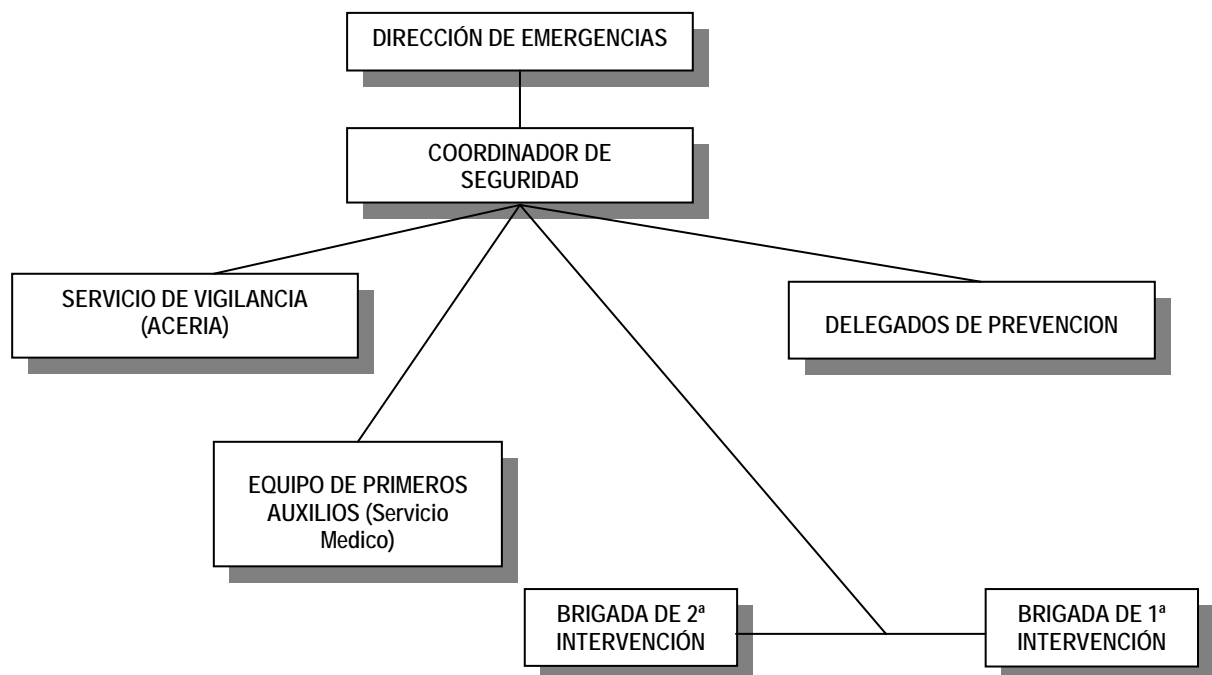 DIRECCIÓN DE EMERGENCIAS
COORDINADOR DE
SEGURIDAD
SERVICIO DE VIGILANCIA
(ACERIA)
DELEGADOS DE PREVENCION
EQUIPO DE PRIMEROS
AUXILIOS (Servicio
Medico)
BRIGADA DE 2ª
INTERVENCIÓN
BRIGADA DE 1ª
INTERVENCIÓN